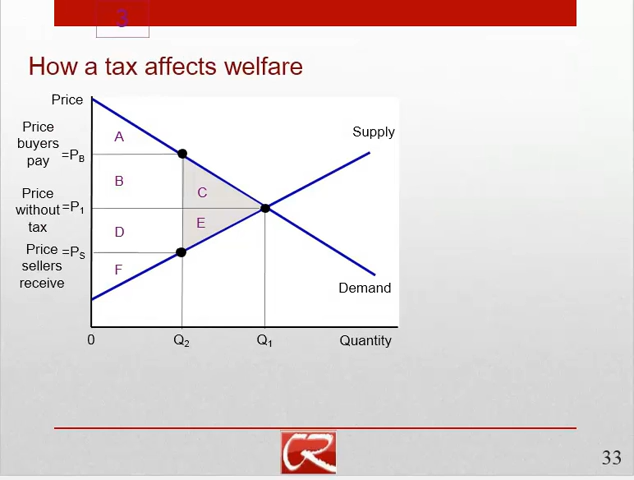 3
How a tax affects welfare
Price
Price
buyers
pay =PB
Price
without =P1
tax
Price =PS
sellers
receive
A
B
C
D
E
F
Supply
Demand
0
Q2
Q1
Quantity
33